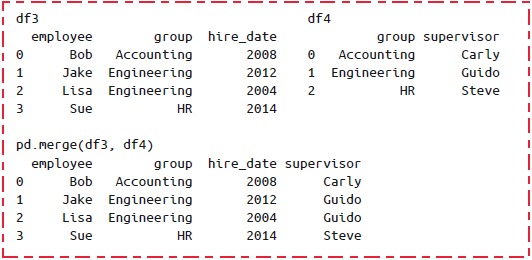 df3                                    df4
  employee        group  hire_date             group supervisor
0      Bob   Accounting       2008     0   Accounting      Carly
1     Jake  Engineering       2012     1  Engineering      Guido
2     Lisa  Engineering       2004     2           HR      Steve
3      Sue           HR       2014
pd.merge(df3, df4)
  employee        group  hire_date supervisor
0      Bob   Accounting       2008      Carly
1     Jake  Engineering       2012      Guido
2     Lisa  Engineering       2004      Guido
3      Sue           HR       2014      Steve